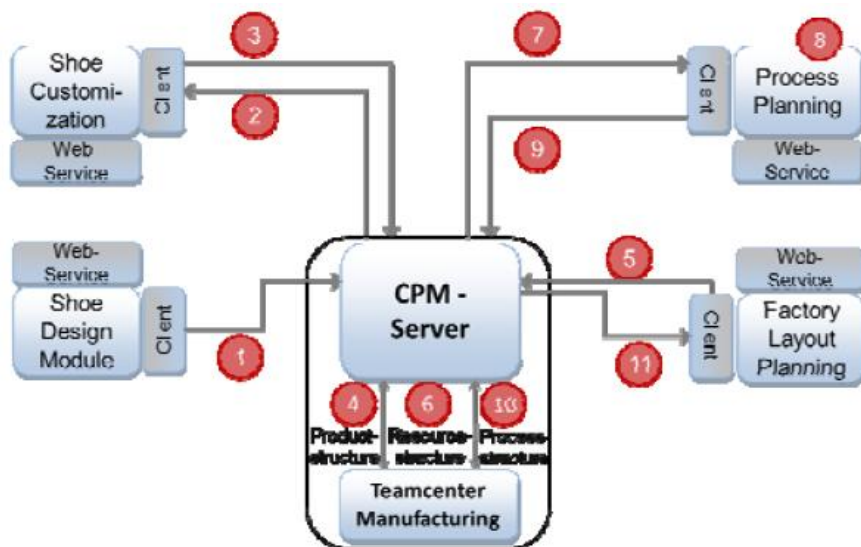 3
7
8
Shoe
Customi-
zation
Client
Client
Process
Planning
2
9
Web
Service
Web-
Service
Web-
Service
5
Web-
Service
CPM -
Server
Shoe
Design
Module
Client
Client
Factory
Layout
Planning
1
11
4
6
10
Product-
structure
Resource-
structure
Process-
structure
Teamcenter
Manufacturing